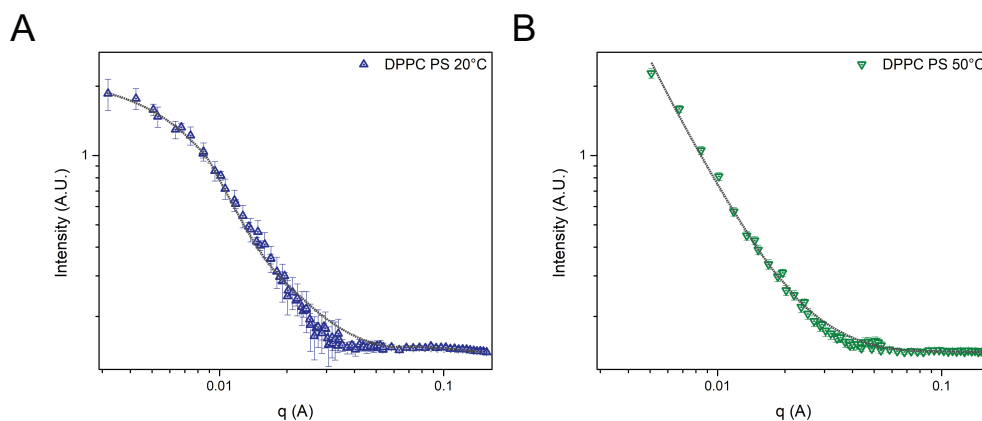 A
DPPC PS 20°C
Intensity (A.U.)
1
0.01
0.1
q (A)
B
DPPC PS 50°C
Intensity (A.U.)
1
0.01
0.1
q (A)